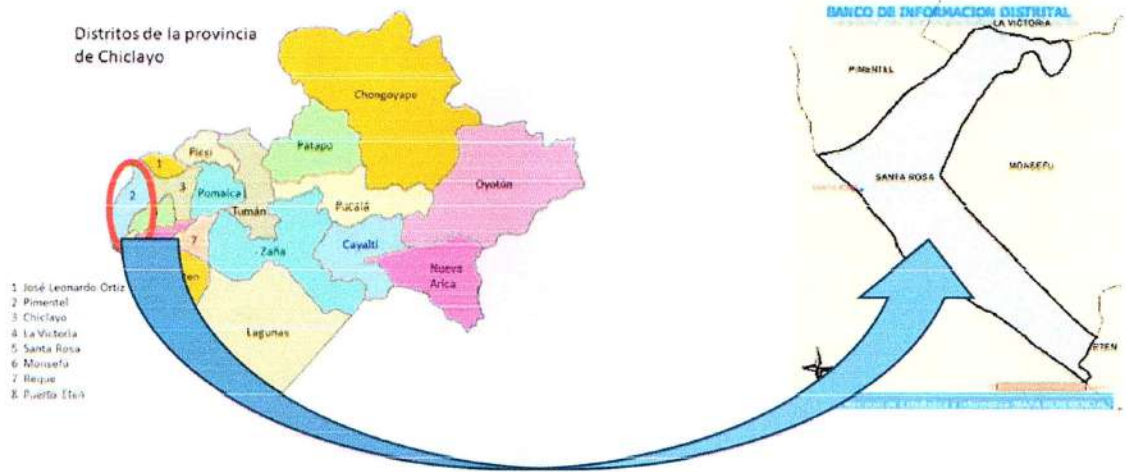 Distritos de la provincia
de Chiclayo
Chongoyape
Picsi
Patapo
1
2
3
Pomalca
Oyotún
Tumán
Pucalá
7
Zaña
Cayaltí
Nueva
Arica
Lagunas
1 José Leonardo Ortiz
2 Pimentel
3 Chiclayo
4 La Victoria
5 Santa Rosa
6 Monsefú
7 Reque
8 Puerto Eten
BANCO DE INFORMACION DISTRITAL
LA VICTORIA
PIMENTEL
MONSEFU
SANTA ROSA
ETEN